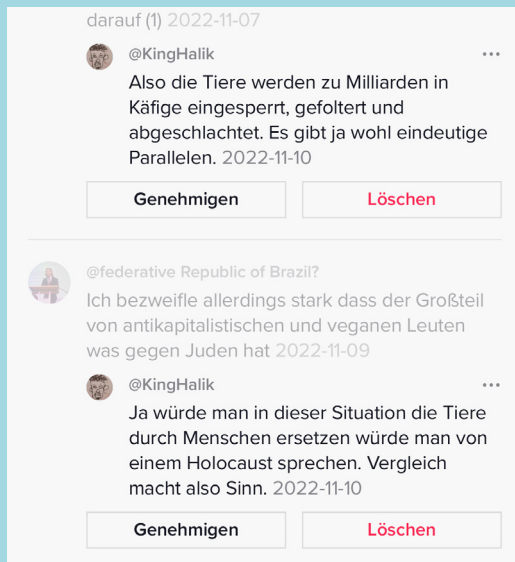 darauf (1) 2022-11-07
@KingHalik
Also die Tiere werden zu Milliarden in
Käfige eingesperrt, gefoltert und
abgeschlachtet. Es gibt ja wohl eindeutige
Parallelen. 2022-11-10
Genehmigen Löschen
@federative Republic of Brazil?
Ich bezweifle allerdings stark dass der Großteil
von antikapitalistischen und veganen Leuten
was gegen Juden hat 2022-11-09
@KingHalik
Ja würde man in dieser Situation die Tiere
durch Menschen ersetzen würde man von
einem Holocaust sprechen. Vergleich
macht also Sinn. 2022-11-10
Genehmigen Löschen